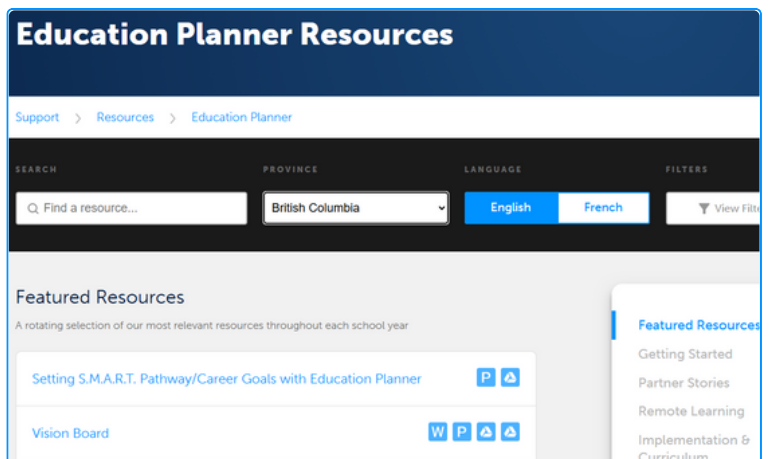 Education Planner Resources
Support > Resources > Education Planner
SEARCH PROVINCE LANGUAGE FILTERS
Find a resource... British Columbia English French View
Featured Resources
A rotating selection of our most relevant resources throughout each school year
Setting S.M.A.R.T. Pathway/Career Goals with Education Planner P
Vision Board W P
Featured Resources
Getting Started
Partner Stories
Remote Learning
Implementation &
Curriculum